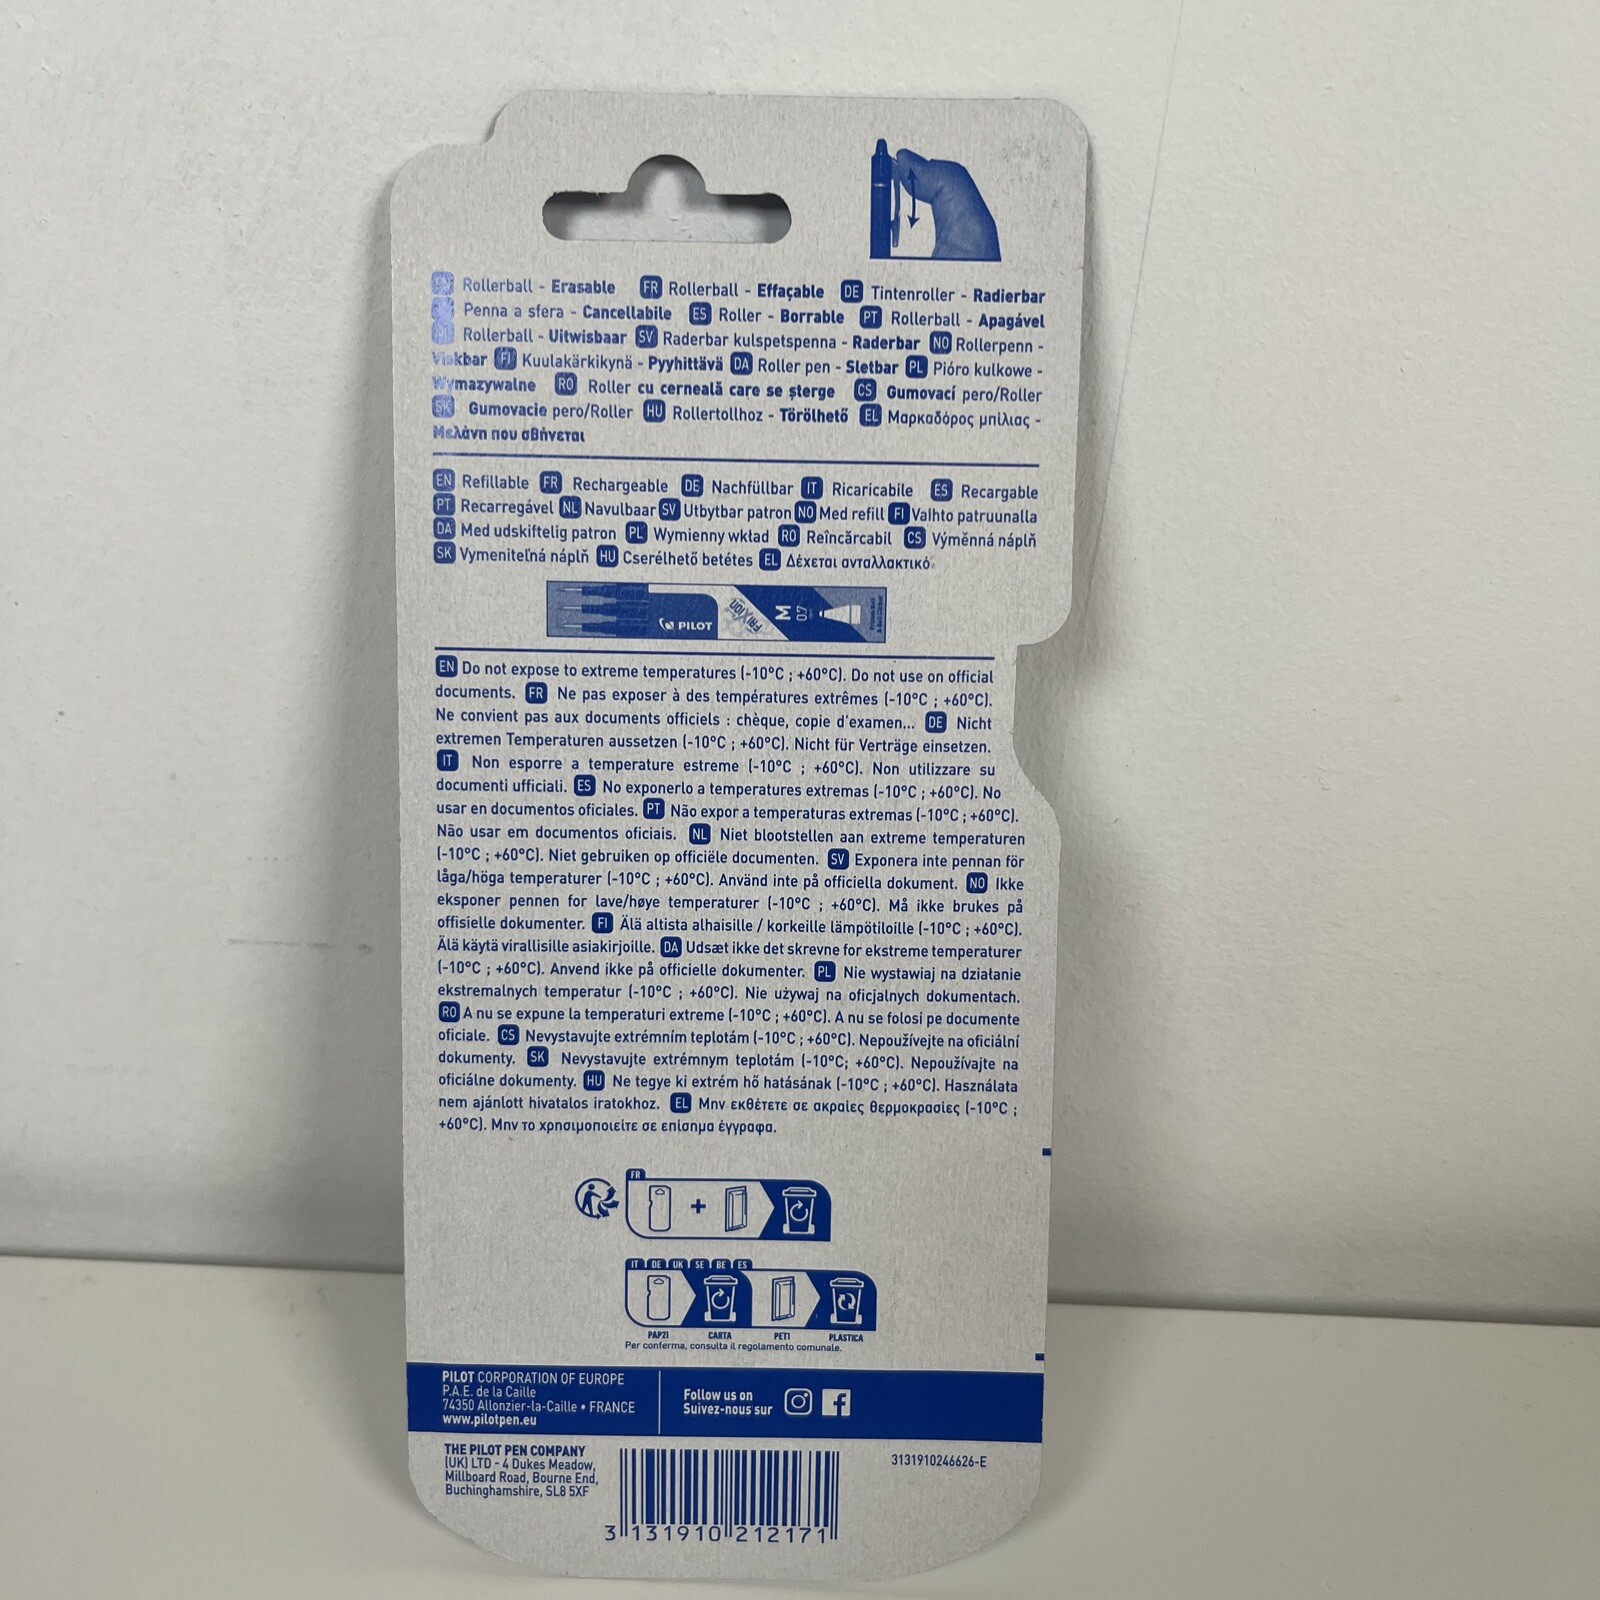 Rollerball - Erasable FR Rollerball - Effaçable DE Tintenroller - Radierbar
Penna a sfera - Cancellabile ES Roller - Borrable PT Rollerball - Apagável
NL Rollerball - Uitwisbaar SV Raderbar kulspetspenna - Raderbar NO Rollerpenn -
Viskbar FI Kuulakärkikynä - Pyyhittävä DA Roller pen - Sletbar PL Pióro kulkowe -
Wymazywalne RO Roller cu cerneală care se șterge CS Gumovací pero/Roller
SK Gumovacie pero/Roller HU Rollertollhoz - Törölhető EL Μαρκαδόρος μπίλιας -
Μελάνη που σβήνεται
EN Refillable FR Rechargeable DE Nachfüllbar IT Ricaricabile ES Recargable
PT Recarregável NL Navulbaar SV Utbytbar patron NO Med refill FI Vaihto patruunalla
DA Med udskiftelig patron PL Wymienny wkład RO Reîncărcabil CS Výměnná náplň
SK Vymeniteľná náplň HU Cserélhető betétes EL Δέχεται ανταλλακτικό.
PILOT FRIXION M 0.7
EN Do not expose to extreme temperatures (-10°C ; +60°C). Do not use on official
documents. FR Ne pas exposer à des températures extrêmes (-10°C ; +60°C).
Ne convient pas aux documents officiels : chèque, copie d'examen... DE Nicht
extremen Temperaturen aussetzen (-10°C ; +60°C). Nicht für Verträge einsetzen.
IT Non esporre a temperature estreme (-10°C ; +60°C). Non utilizzare su
documenti ufficiali. ES No exponerlo a temperatures extremas (-10°C ; +60°C). No
usar en documentos oficiales. PT Não expor a temperaturas extremas (-10°C ; +60°C).
Não usar em documentos oficiais. NL Niet blootstellen aan extreme temperaturen
(-10°C ; +60°C). Niet gebruiken op officiële documenten. SV Exponera inte pennan för
låga/höga temperaturer (-10°C ; +60°C). Använd inte på officiella dokument. NO Ikke
eksponer pennen for lave/høye temperaturer (-10°C ; +60°C). Må ikke brukes på
offisielle dokumenter. FI Älä altista alhaisille / korkeille lämpötiloille (-10°C ; +60°C).
Älä käytä virallisille asiakirjoille. DA Udsæt ikke det skrevne for ekstreme temperaturer
(-10°C ; +60°C). Anvend ikke på officielle dokumenter. PL Nie wystawiaj na działanie
ekstremalnych temperatur (-10°C ; +60°C). Nie używaj na oficjalnych dokumentach.
RO A nu se expune la temperaturi extreme (-10°C ; +60°C). A nu se folosi pe documente
oficiale. CS Nevystavujte extrémním teplotám (-10°C ; +60°C). Nepoužívejte na oficiální
dokumenty. SK Nevystavujte extrémnym teplotám (-10°C; +60°C). Nepoužívajte na
oficiálne dokumenty. HU Ne tegye ki extrém hő hatásának (-10°C ; +60°C). Használata
nem ajánlott hivatalos iratokhoz. EL Μην εκθέτετε σε ακραίες θερμοκρασίες (-10°C ;
+60°C). Μην το χρησιμοποιείτε σε επίσημα έγγραφα.
FR
+
IT DE UK SE BE ES
PAP21 CARTA PET1 PLASTICA
Per conferma, consulta il regolamento comunale.
PILOT CORPORATION OF EUROPE
P.A.E. de la Caille
74350 Allonzier-la-Caille • FRANCE
www.pilotpen.eu
Follow us on
Suivez-nous sur
THE PILOT PEN COMPANY
(UK) LTD - 4 Dukes Meadow,
Millboard Road, Bourne End,
Buchinghamshire, SL8 5XF
3131910246626-E
3 131910 212171